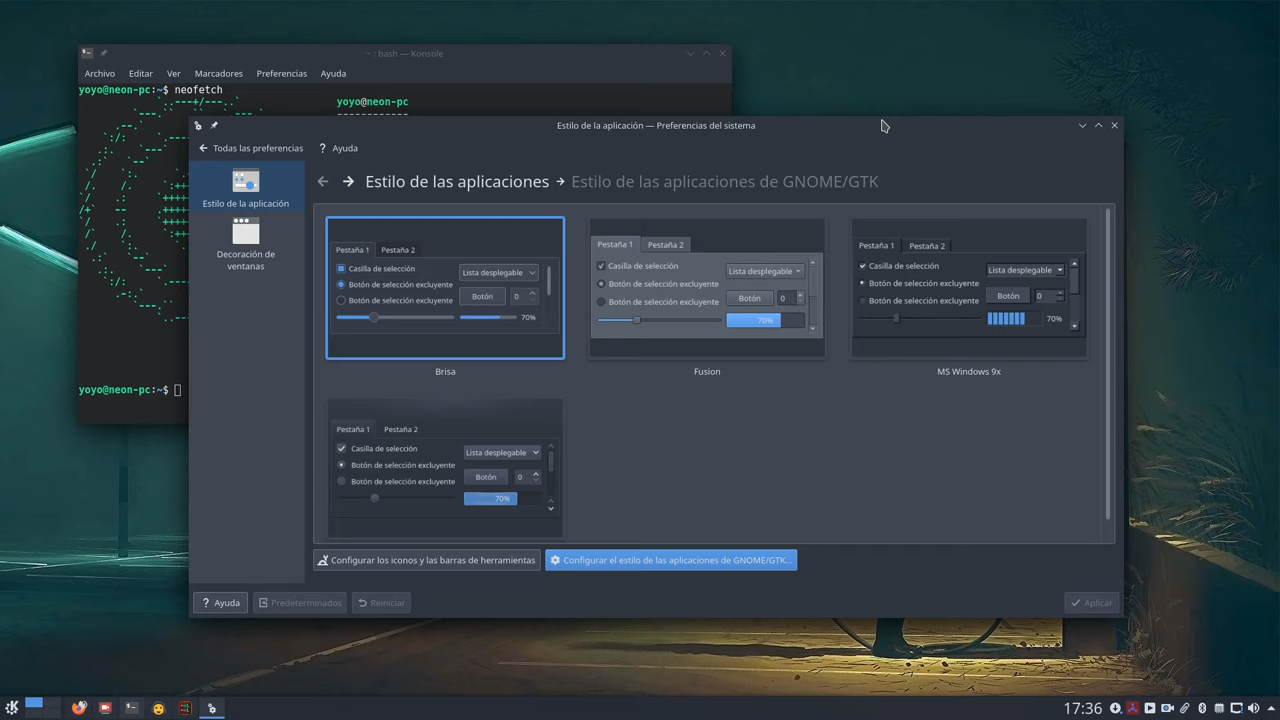 ~ : bash — Konsole
Archivo Editar Ver Marcadores Preferencias Ayuda
yoyo@neon-pc:~$ neofetch
yoyo@neon-pc
-------------
yoyo@neon-pc:~$
Estilo de la aplicación — Preferencias del sistema
Todas las preferencias ? Ayuda
Estilo de la aplicación
Decoración de
ventanas
Estilo de las aplicaciones → Estilo de las aplicaciones de GNOME/GTK
Pestaña 1 Pestaña 2
Casilla de selección
Lista desplegable
Botón de selección excluyente
Botón de selección excluyente
Botón 0
70%
Brisa
Pestaña 1 Pestaña 2
Casilla de selección
Lista desplegable
Botón de selección excluyente
Botón de selección excluyente
Botón 0
70%
Fusion
Pestaña 1 Pestaña 2
Casilla de selección
Lista desplegable
Botón de selección excluyente
Botón de selección excluyente
Botón 0
70%
MS Windows 9x
Pestaña 1 Pestaña 2
Casilla de selección
Lista desplegable
Botón de selección excluyente
Botón de selección excluyente
Botón 0
70%
Configurar los iconos y las barras de herramientas
Configurar el estilo de las aplicaciones de GNOME/GTK...
? Ayuda Predeterminados Reiniciar Aplicar
17:36